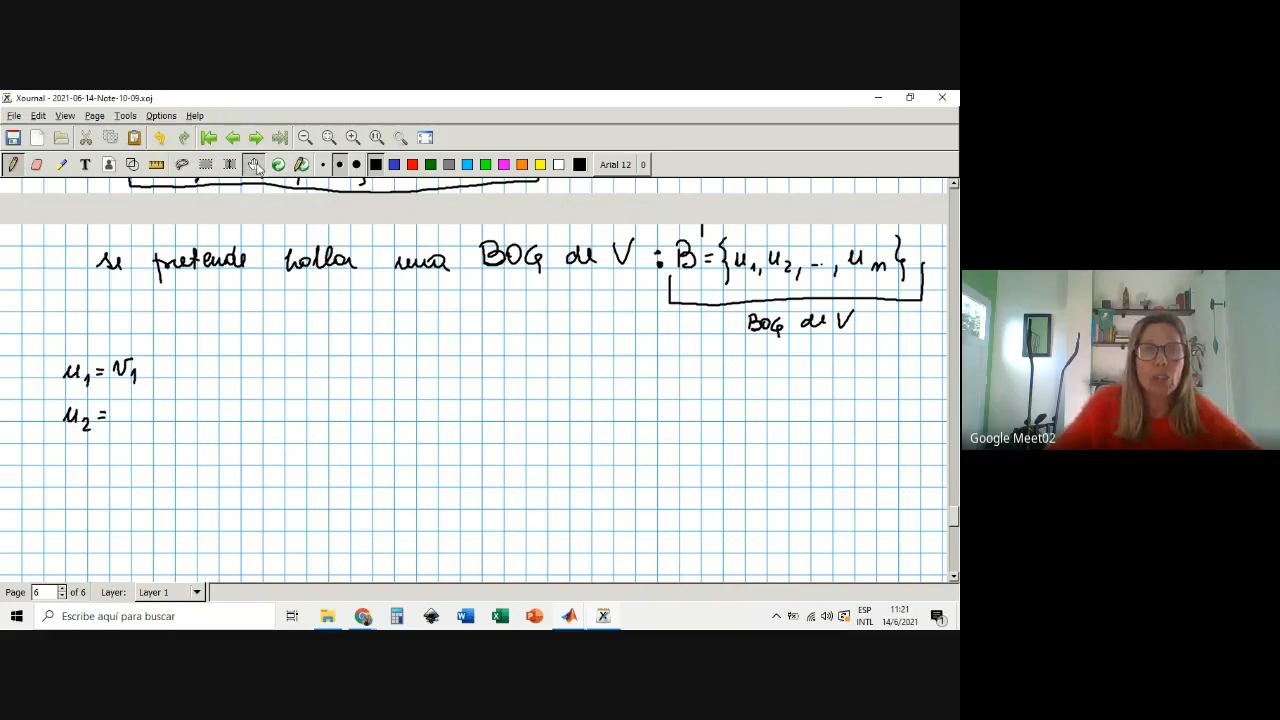 Xournal - 2021-06-14-Note-10-09.xoj
File Edit View Page Tools Options Help
Arial 12 0
se pretende hallar una BOG de V : B'={u1, u2, ..., un}
BOG de V
u1 = v1
u2 =
Google Meet02
Page 6 of 6 Layer: Layer 1
Escribe aquí para buscar
ESP
INTL
11:21
14/6/2021